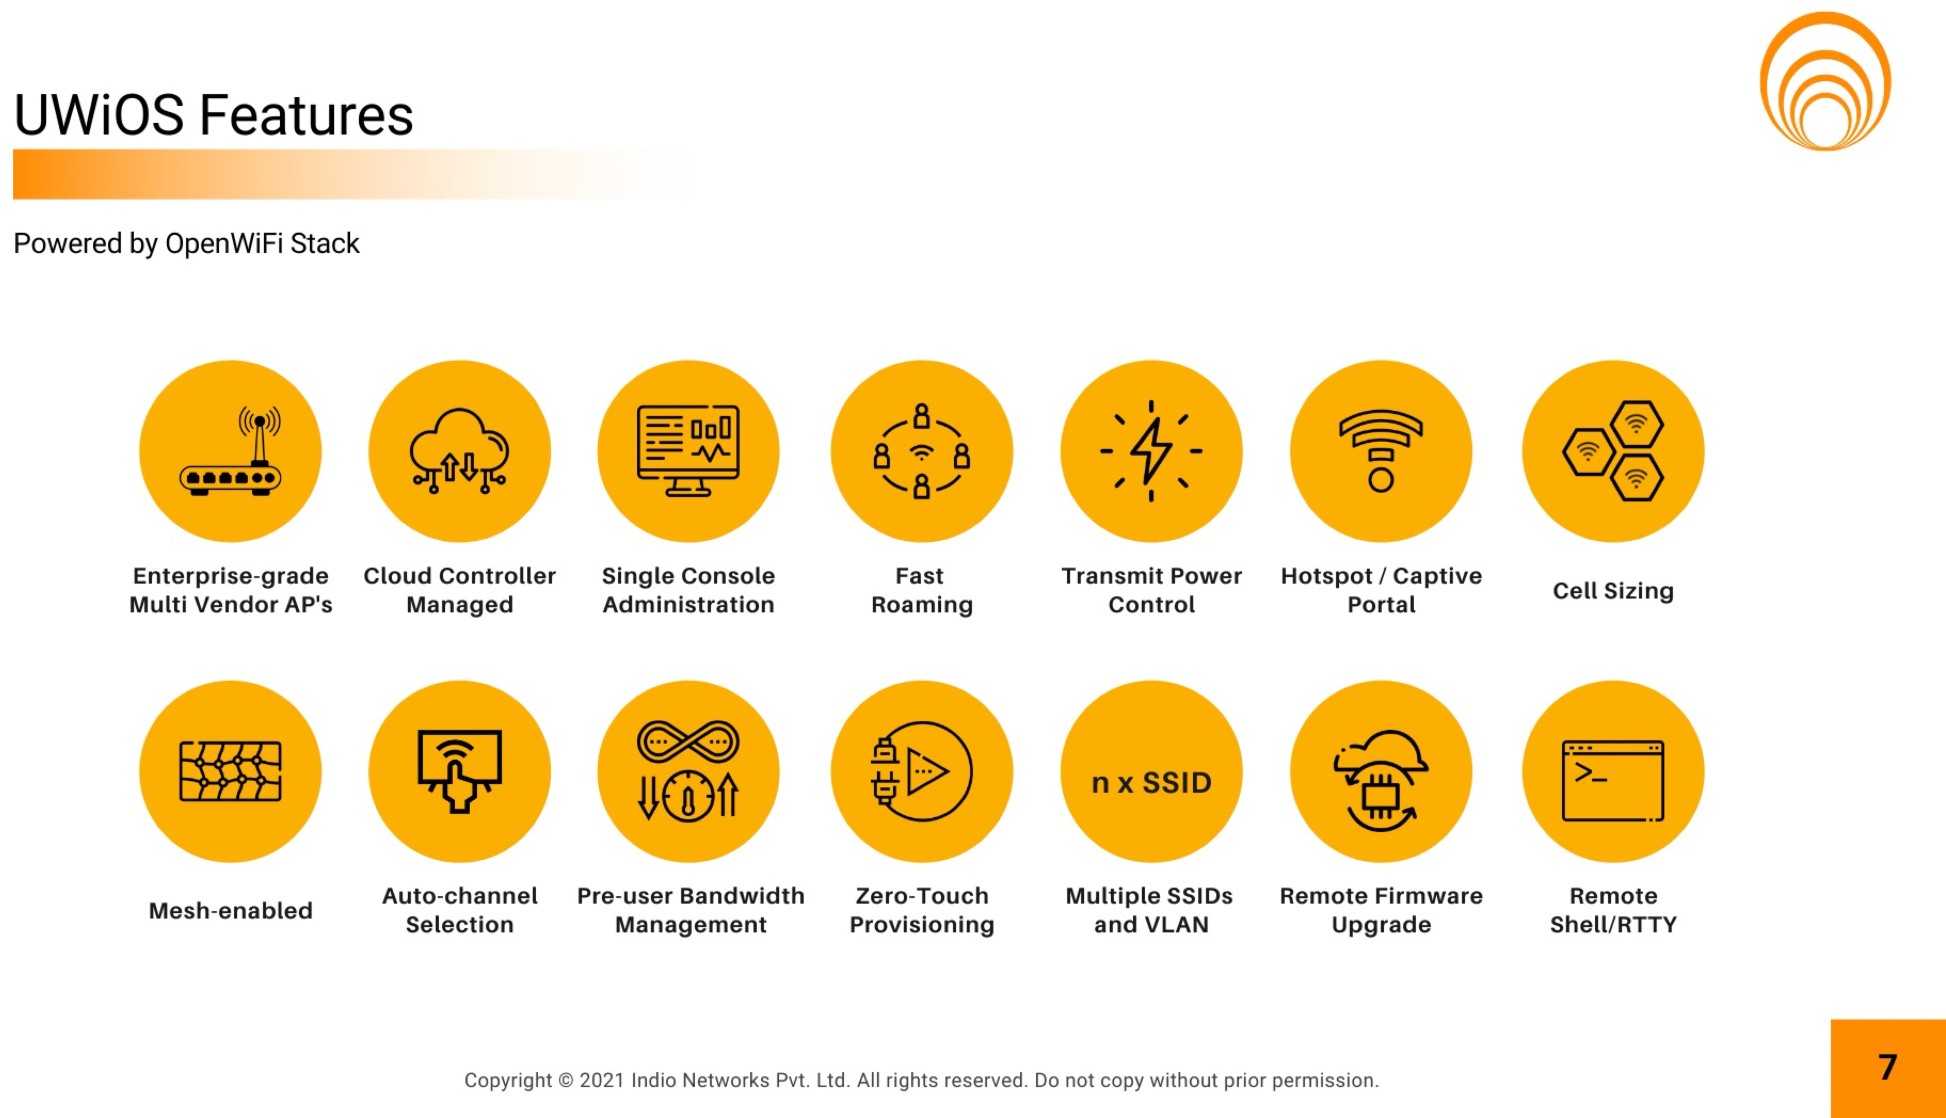 UWiOS Features
Powered by OpenWiFi Stack
Enterprise-grade
Multi Vendor AP's
Cloud Controller
Managed
Single Console
Administration
Fast
Roaming
Transmit Power
Control
Hotspot / Captive
Portal
Cell Sizing
n x SSID
>_
Mesh-enabled
Auto-channel
Selection
Pre-user Bandwidth
Management
Zero-Touch
Provisioning
Multiple SSIDs
and VLAN
Remote Firmware
Upgrade
Remote
Shell/RTTY
Copyright © 2021 Indio Networks Pvt. Ltd. All rights reserved. Do not copy without prior permission.
7